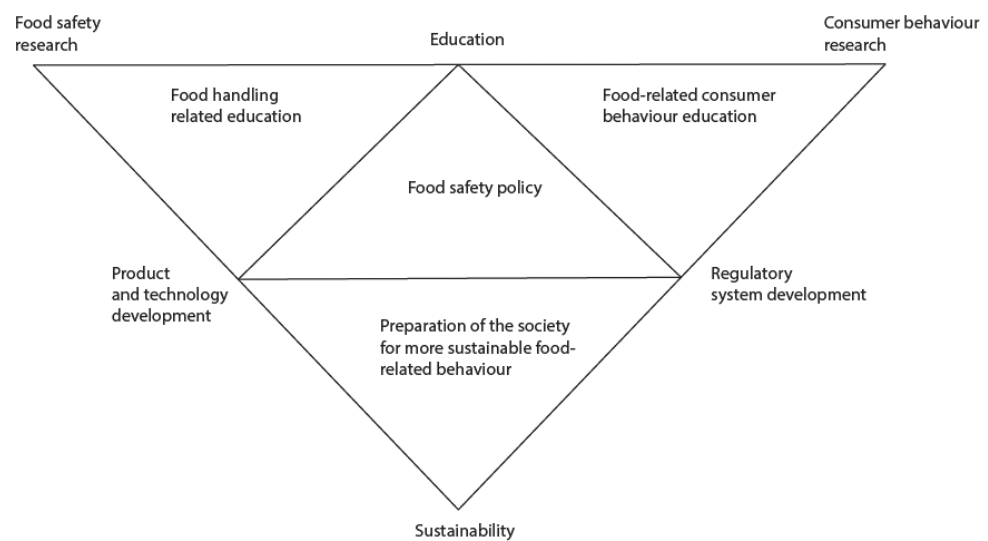 Food safety
research
Education
Consumer behaviour
research
Food handling
related education
Food-related consumer
behaviour education
Food safety policy
Product
and technology
development
Regulatory
system development
Preparation of the society
for more sustainable food-
related behaviour
Sustainability